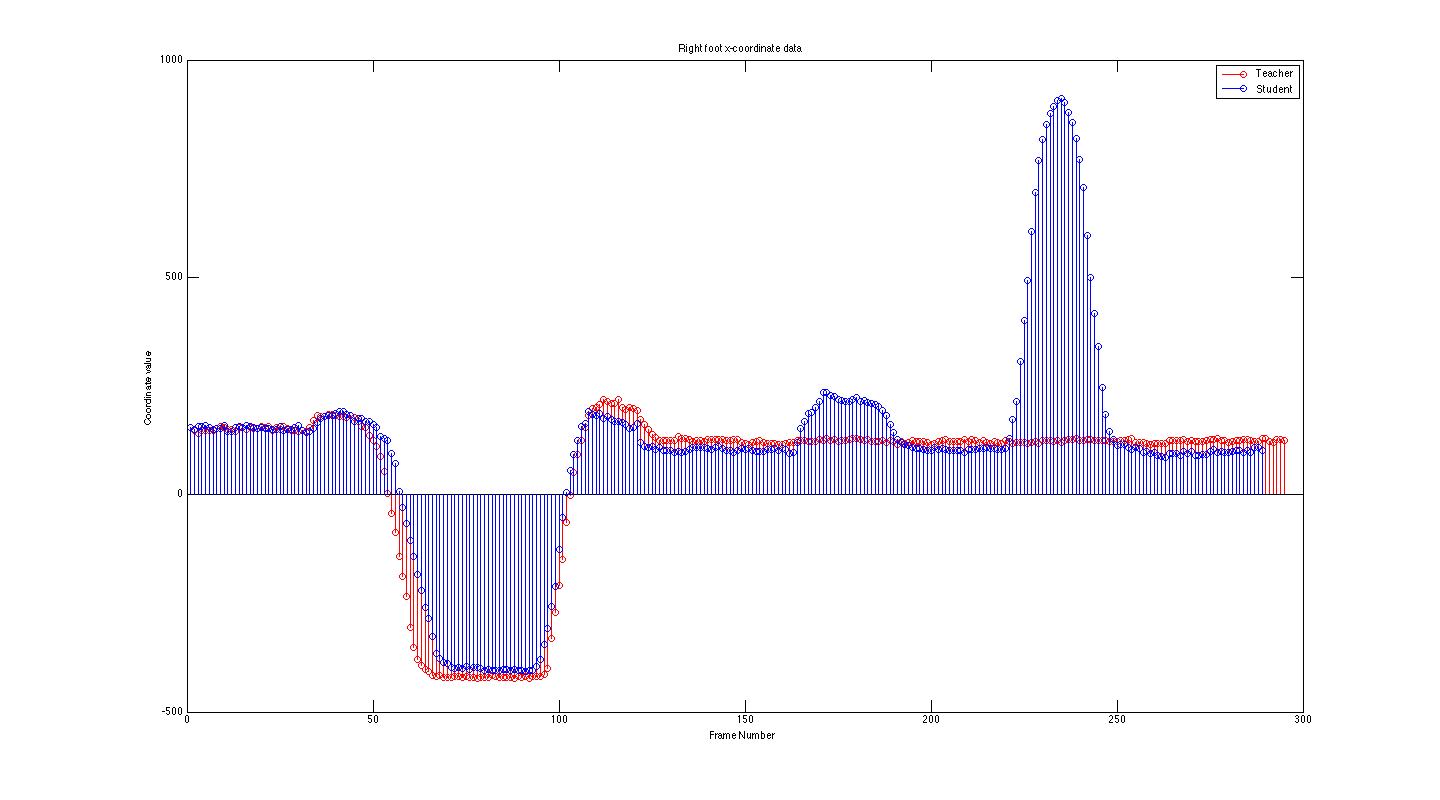 Right foot x-coordinate data
1000
Teacher
Student
500
Coordinate value
0
-500
0 50 100 150 200 250 300
Frame Number